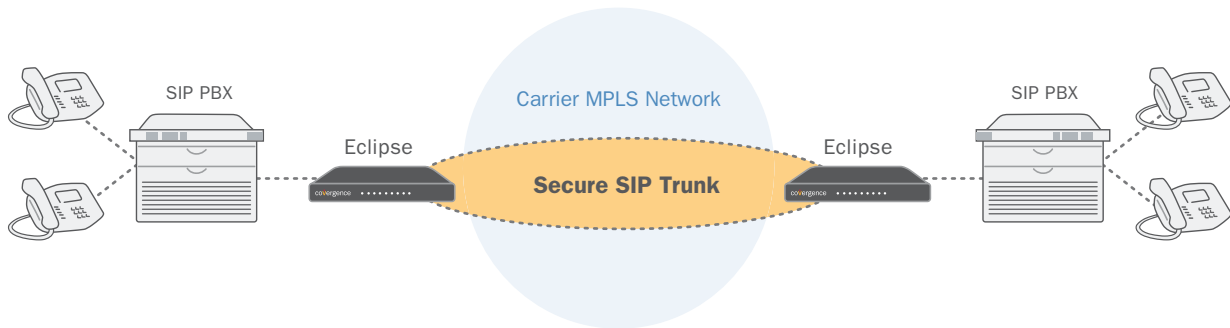 SIP PBX
Eclipse
covergence
Carrier MPLS Network
Secure SIP Trunk
Eclipse
covergence
SIP PBX